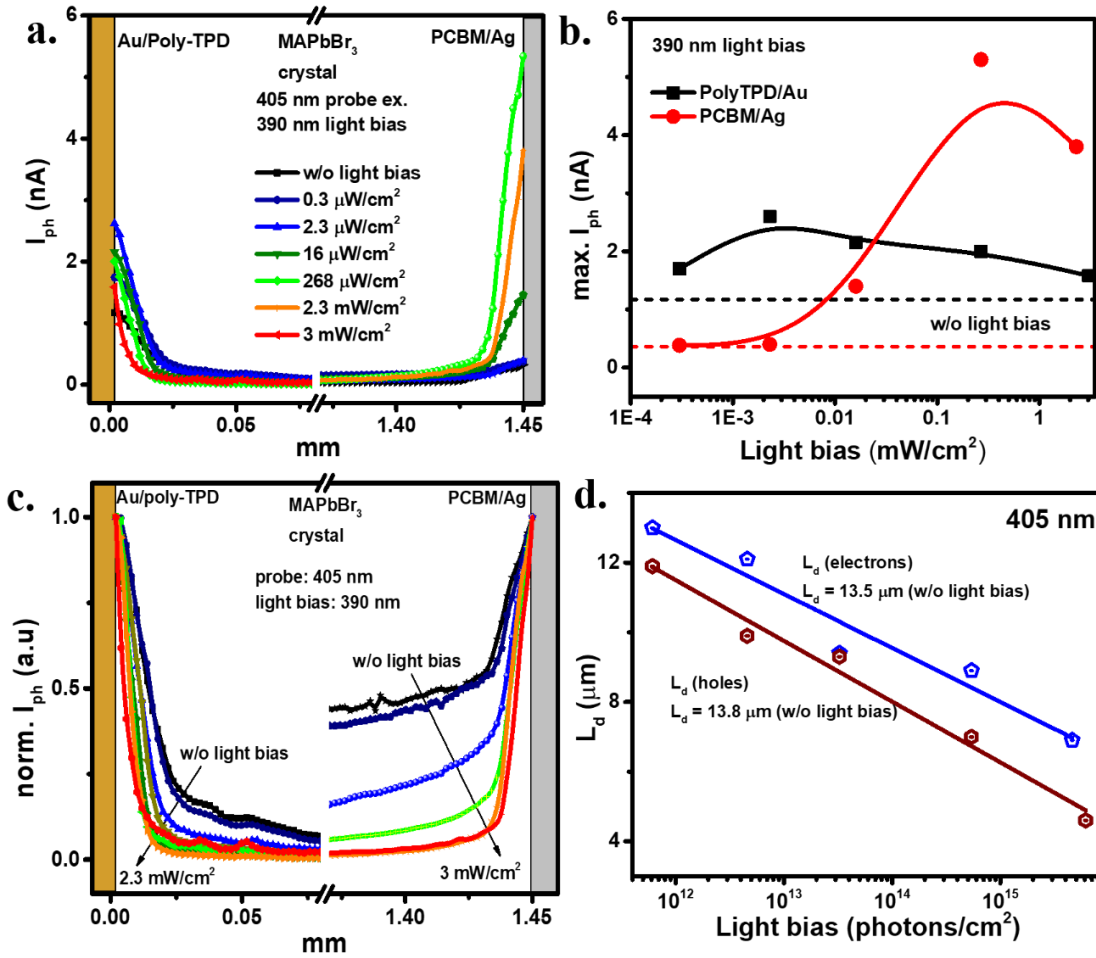 a.
Au/Poly-TPD
MAPbBr3
crystal
405 nm probe ex.
390 nm light bias
PCBM/Ag
w/o light bias
0.3 μW/cm2
2.3 μW/cm2
16 μW/cm2
268 μW/cm2
2.3 mW/cm2
3 mW/cm2
6
4
2
0
Iph (nA)
0.00
0.05
1.40
1.45
mm
b.
390 nm light bias
PolyTPD/Au
PCBM/Ag
w/o light bias
6
4
2
0
max. Iph (nA)
1E-4
1E-3
0.01
0.1
1
Light bias (mW/cm2)
c.
Au/poly-TPD
MAPbBr3
crystal
PCBM/Ag
probe: 405 nm
light bias: 390 nm
w/o light bias
w/o light bias
2.3 mW/cm2
3 mW/cm2
1.0
0.5
0.0
norm. Iph (a.u)
0.00
0.05
1.40
1.45
mm
d.
405 nm
Ld (electrons)
Ld = 13.5 μm (w/o light bias)
Ld (holes)
Ld = 13.8 μm (w/o light bias)
12
8
4
Ld (μm)
10^12
10^13
10^14
10^15
Light bias (photons/cm2)